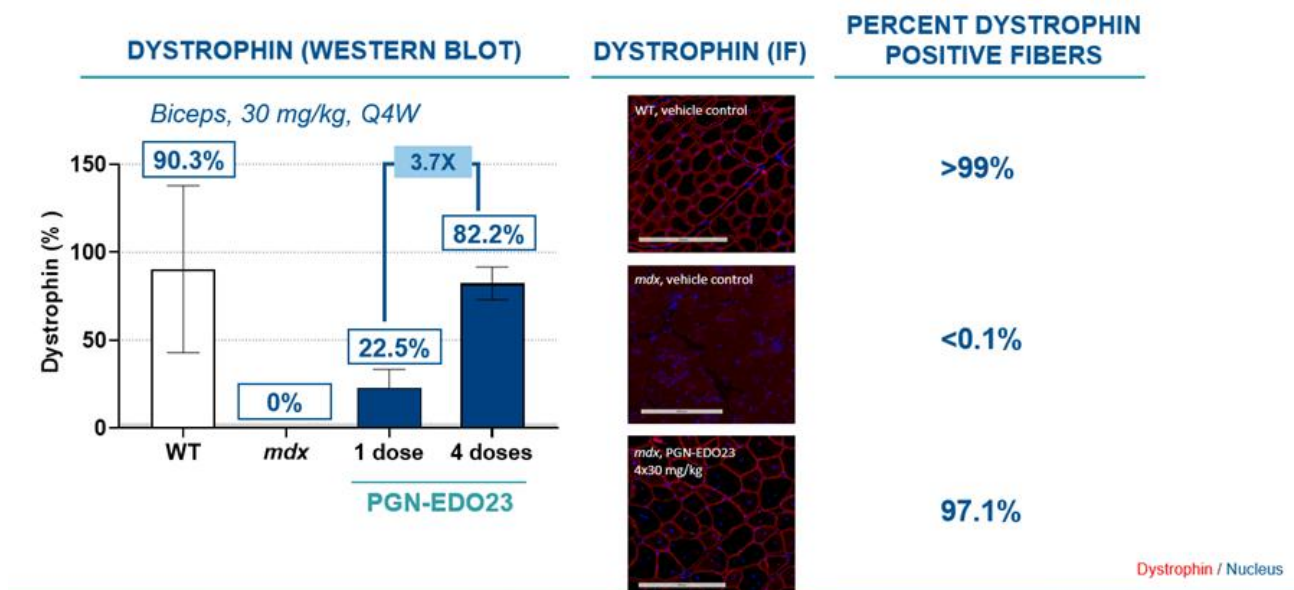 DYSTROPHIN (WESTERN BLOT)
Biceps, 30 mg/kg, Q4W
Dystrophin (% )
150
100
50
0
90.3%
0%
22.5%
3.7X
82.2%
WT
mdx
1 dose
4 doses
PGN-EDO23
DYSTROPHIN (IF)
WT, vehicle control
mdx, vehicle control
mdx, PGN-EDO23
4x30 mg/kg
PERCENT DYSTROPHIN
POSITIVE FIBERS
>99%
<0.1%
97.1%
Dystrophin / Nucleus